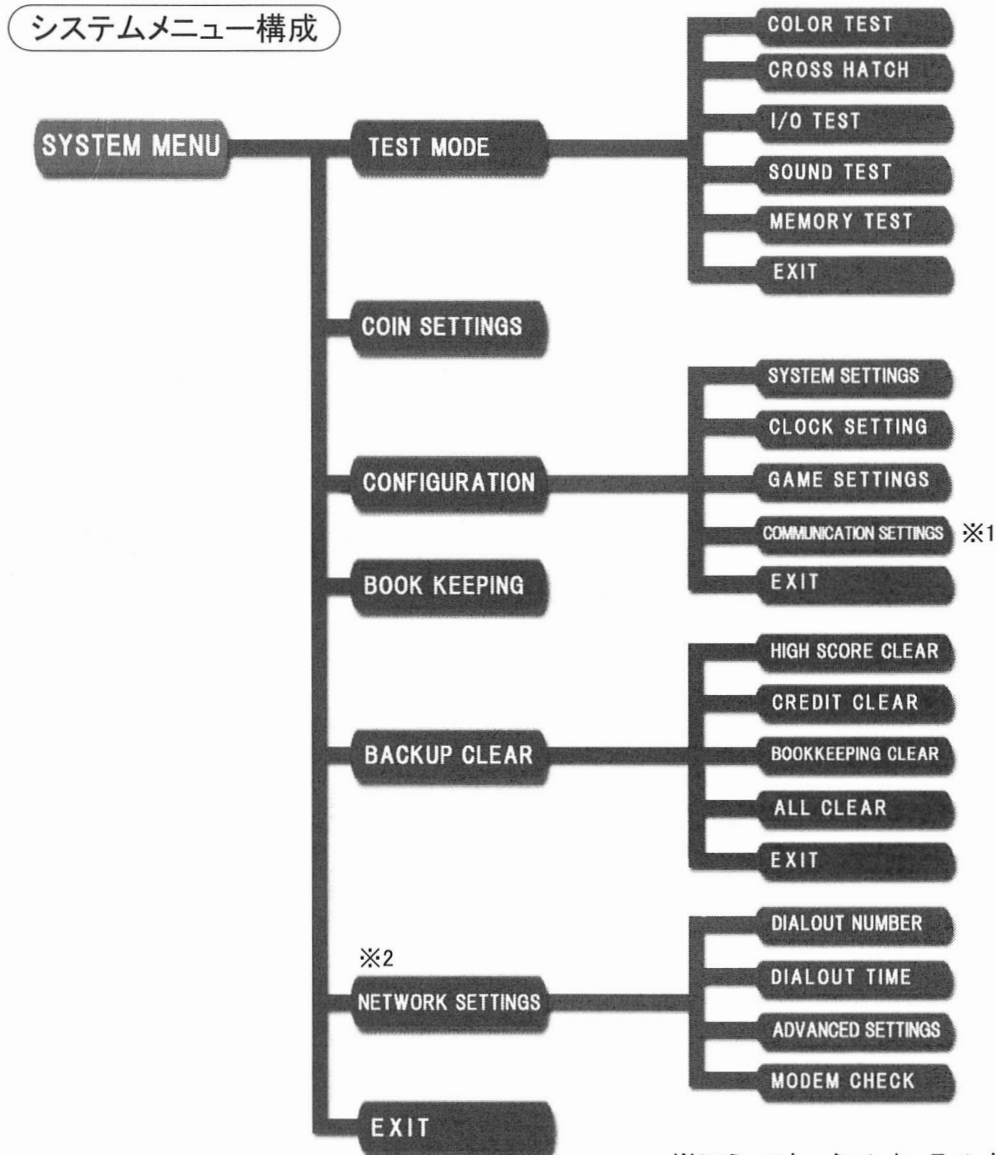 システムメニュー構成
SYSTEM MENU
TEST MODE
COLOR TEST
CROSS HATCH
I/O TEST
SOUND TEST
MEMORY TEST
EXIT
COIN SETTINGS
CONFIGURATION
SYSTEM SETTINGS
CLOCK SETTING
GAME SETTINGS
COMMUNICATION SETTINGS ※1
EXIT
BOOK KEEPING
BACKUP CLEAR
HIGH SCORE CLEAR
CREDIT CLEAR
BOOKKEEPING CLEAR
ALL CLEAR
EXIT
※2
NETWORK SETTINGS
DIALOUT NUMBER
DIALOUT TIME
ADVANCED SETTINGS
MODEM CHECK
EXIT